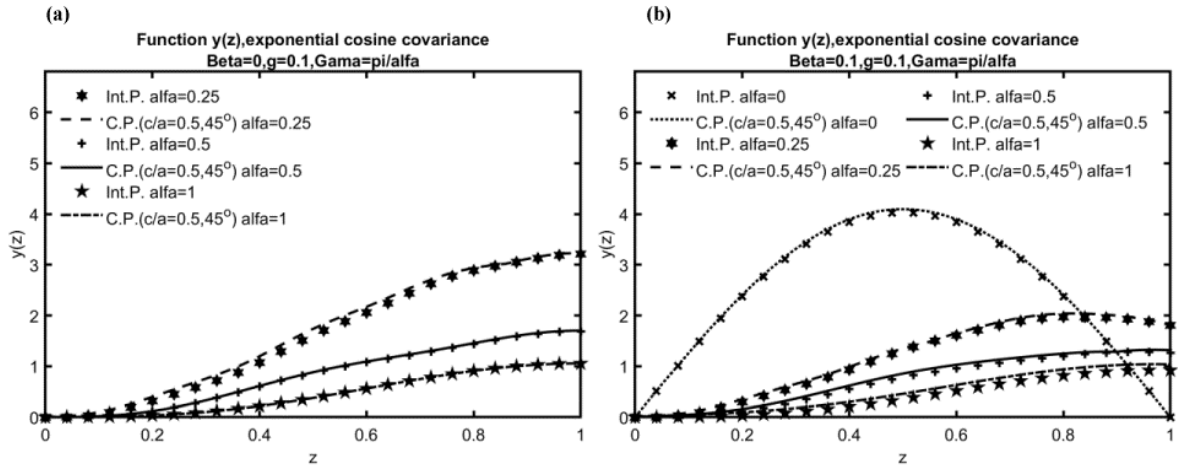 (a)
Function y(z),exponential cosine covariance
Beta=0,g=0.1,Gama=pi/alfa
Int.P. alfa=0.25
C.P.(c/a=0.5,45°) alfa=0.25
Int.P. alfa=0.5
C.P.(c/a=0.5,45°) alfa=0.5
Int.P. alfa=1
C.P.(c/a=0.5,45°) alfa=1
y(z)
6
5
4
3
2
1
0
0
0.2
0.4
0.6
0.8
1
z
(b)
Function y(z),exponential cosine covariance
Beta=0.1,g=0.1,Gama=pi/alfa
Int.P. alfa=0
C.P.(c/a=0.5,45°) alfa=0
Int.P. alfa=0.25
C.P.(c/a=0.5,45°) alfa=0.25
Int.P. alfa=0.5
C.P.(c/a=0.5,45°) alfa=0.5
Int.P. alfa=1
C.P.(c/a=0.5,45°) alfa=1
y(z)
6
5
4
3
2
1
0
0
0.2
0.4
0.6
0.8
1
z